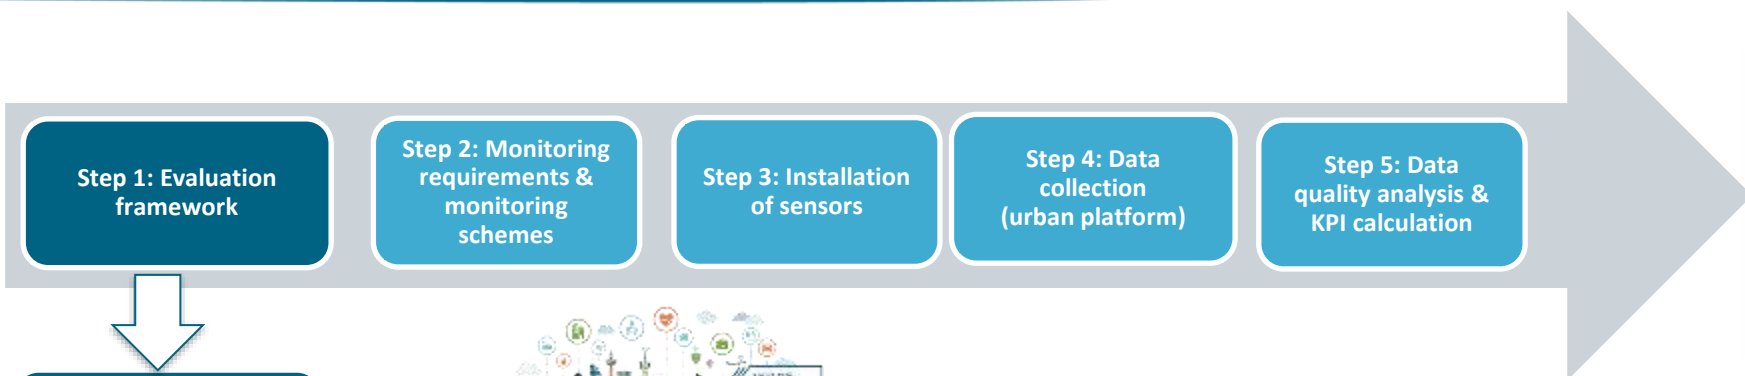 Step 1: Evaluation
framework
Step 2: Monitoring
requirements &
monitoring
schemes
Step 3: Installation
of sensors
Step 4: Data
collection
(urban platform)
Step 5: Data
quality analysis &
KPI calculation